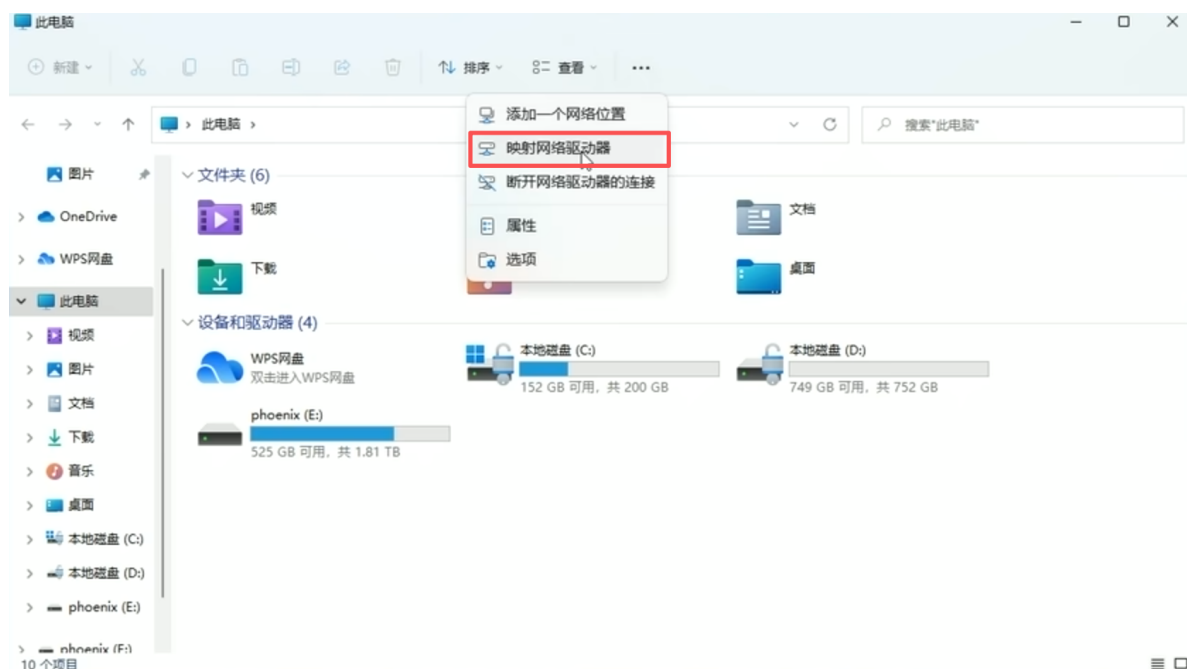 此电脑
新建
排序
查看
此电脑
搜索"此电脑"
添加一个网络位置
映射网络驱动器
断开网络驱动器的连接
属性
选项
图片
OneDrive
WPS网盘
此电脑
视频
图片
文档
下载
音乐
桌面
本地磁盘 (C:)
本地磁盘 (D:)
phoenix (E:)
phoenix (E:)
10 个项目
文件夹 (6)
视频
文档
下载
桌面
设备和驱动器 (4)
WPS网盘
双击进入WPS网盘
本地磁盘 (C:)
152 GB 可用，共 200 GB
本地磁盘 (D:)
749 GB 可用，共 752 GB
phoenix (E:)
525 GB 可用，共 1.81 TB